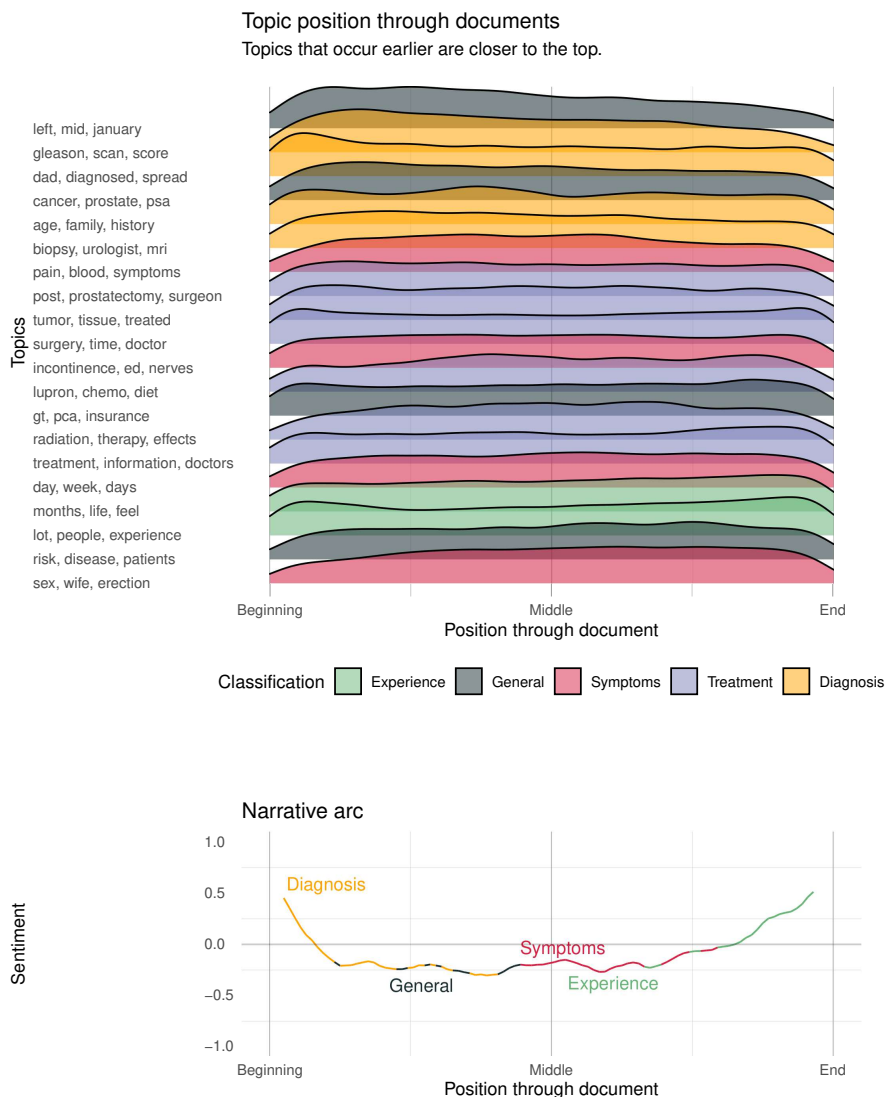 Topic position through documents
Topics that occur earlier are closer to the top.
Topics
left, mid, january
gleason, scan, score
dad, diagnosed, spread
cancer, prostate, psa
age, family, history
biopsy, urologist, mri
pain, blood, symptoms
post, prostatectomy, surgeon
tumor, tissue, treated
surgery, time, doctor
incontinence, ed, nerves
lupron, chemo, diet
gt, pca, insurance
radiation, therapy, effects
treatment, information, doctors
day, week, days
months, life, feel
lot, people, experience
risk, disease, patients
sex, wife, erection
Beginning Middle End
Position through document
Classification Experience General Symptoms Treatment Diagnosis
Narrative arc
Sentiment
1.0
0.5
0.0
−0.5
−1.0
Diagnosis
General
Symptoms
Experience
Beginning Middle End
Position through document